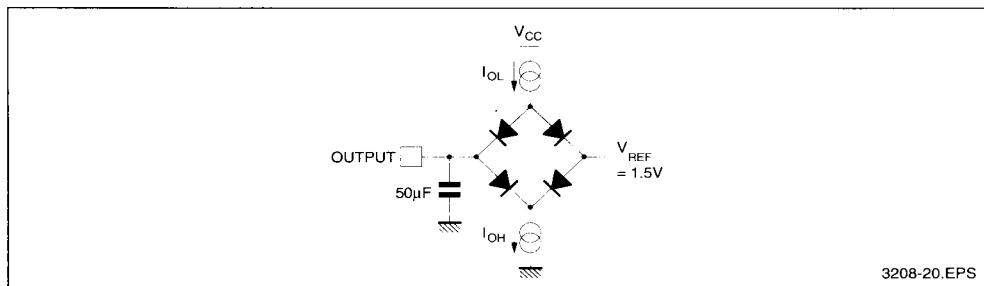 VCC
IOL
OUTPUT
VREF
= 1.5V
50µF
IOH
3208-20.EPS